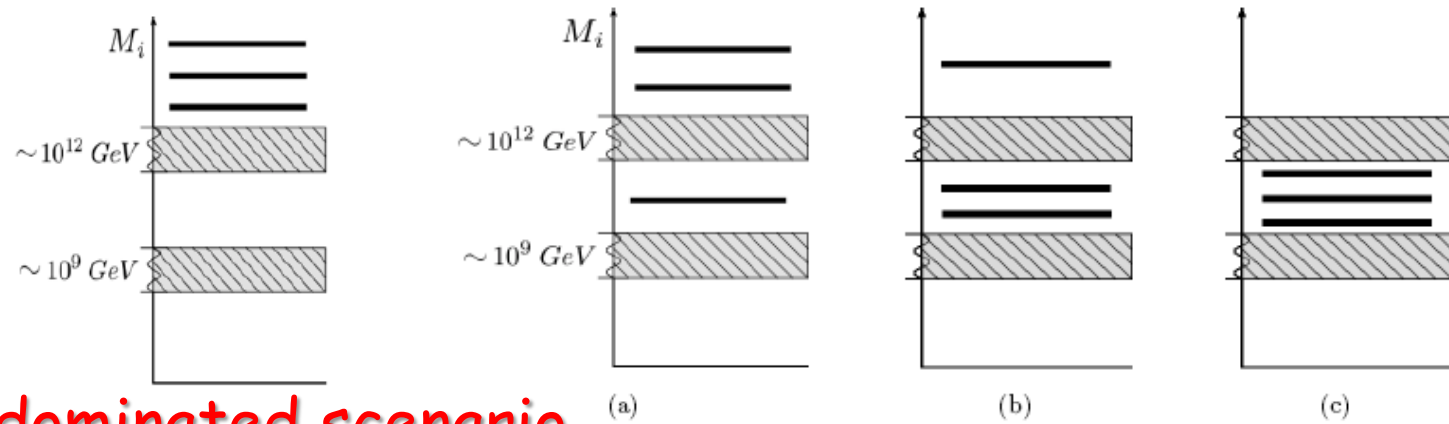 M_i
~ 10^12 GeV
~ 10^9 GeV
M_i
~ 10^12 GeV
~ 10^9 GeV
dominated scenario
(a)
(b)
(c)